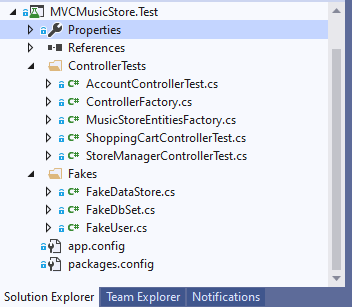 MVCMusicStore.Test
Properties
References
ControllerTests
AccountControllerTest.cs
ControllerFactory.cs
MusicStoreEntitiesFactory.cs
ShoppingCartControllerTest.cs
StoreManagerControllerTest.cs
Fakes
FakeDataStore.cs
FakeDbSet.cs
FakeUser.cs
app.config
packages.config
Solution Explorer Team Explorer Notifications